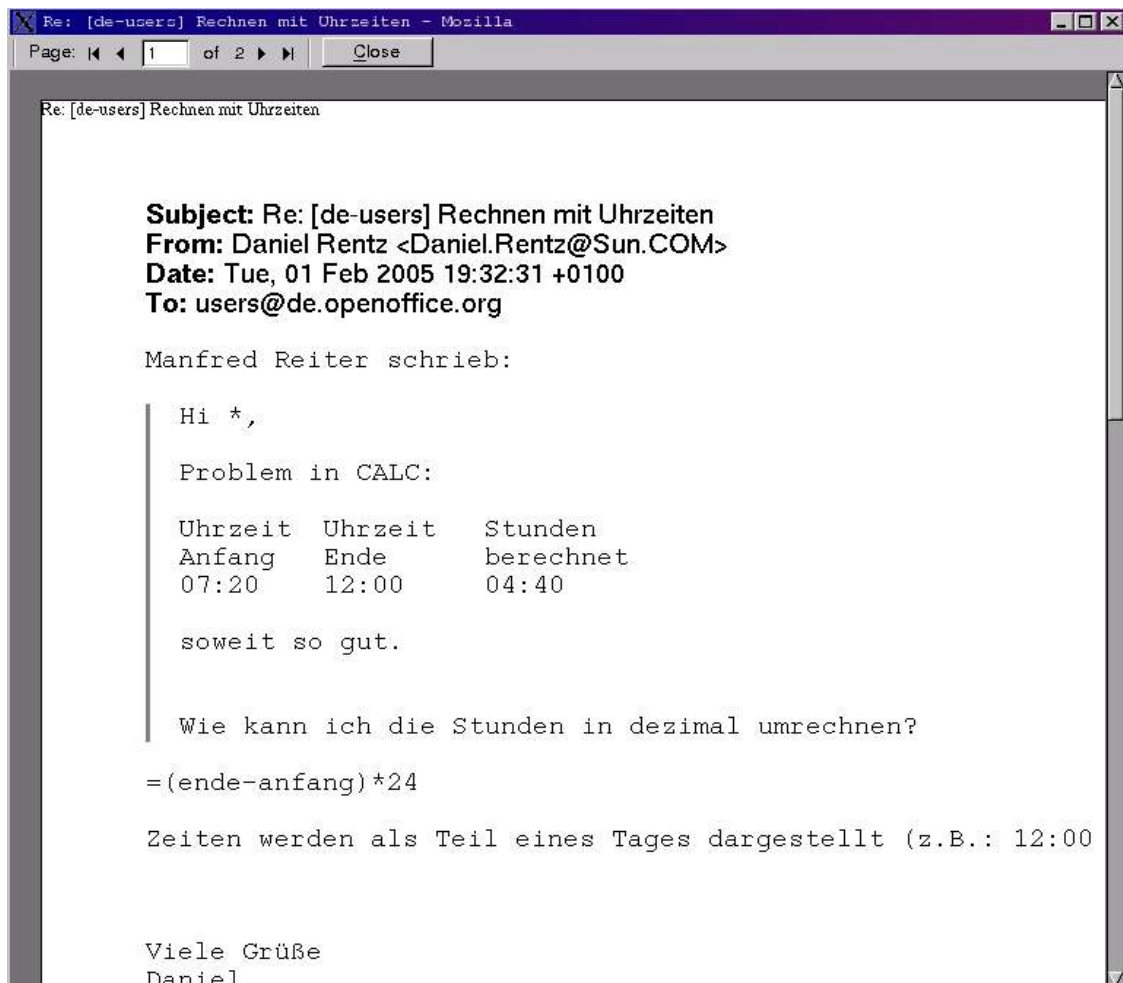 Re: [de-users] Rechnen mit Uhrzeiten - Mozilla
Page: 1 of 2 Close
Re: [de-users] Rechnen mit Uhrzeiten
Subject: Re: [de-users] Rechnen mit Uhrzeiten
From: Daniel Rentz <Daniel.Rentz@Sun.COM>
Date: Tue, 01 Feb 2005 19:32:31 +0100
To: users@de.openoffice.org
Manfred Reiter schrieb:
Hi *,
Problem in CALC:
Uhrzeit Uhrzeit Stunden
Anfang Ende berechnet
07:20 12:00 04:40
soweit so gut.
Wie kann ich die Stunden in dezimal umrechnen?
=(ende-anfang)*24
Zeiten werden als Teil eines Tages dargestellt (z.B.: 12:00
Viele Grüße
Daniel